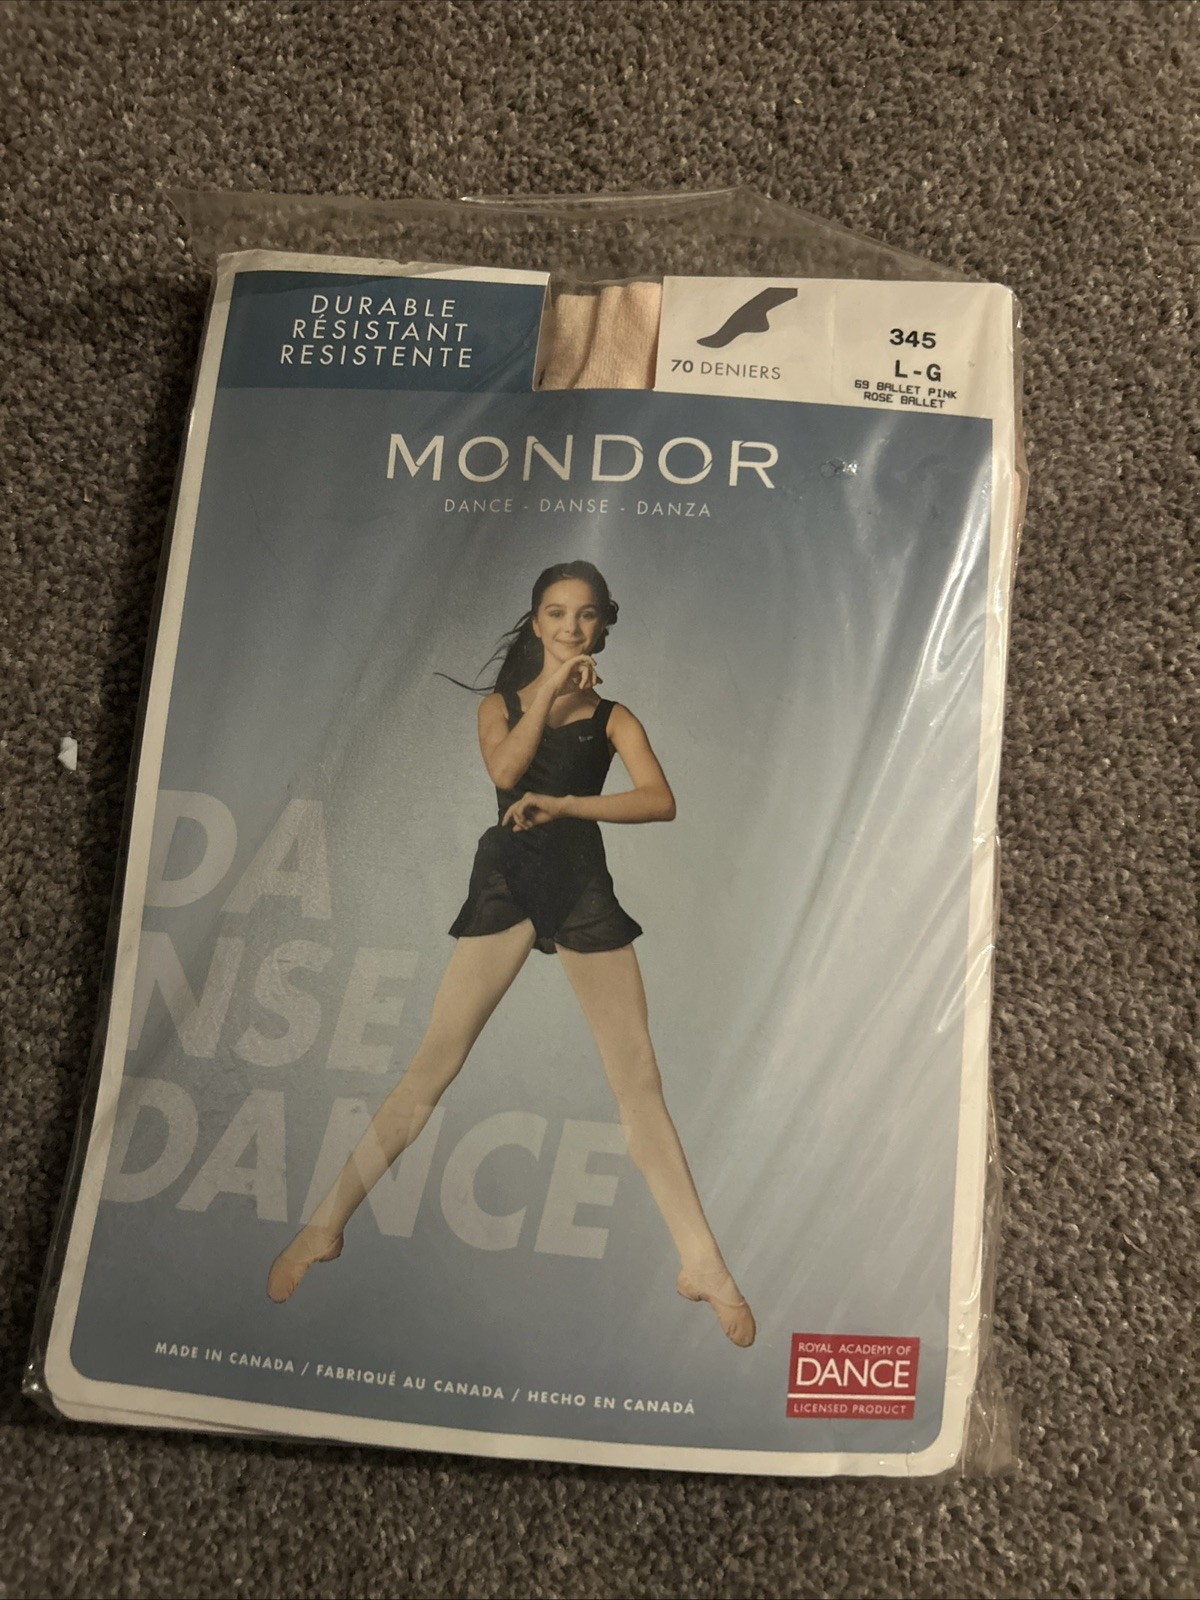 DURABLE
RÉSISTANT
RESISTENTE
70 DENIERS
345
L-G
69 BALLET PINK
ROSE BALLET
MONDOR
DANCE - DANSE - DANZA
DA
NSE
DANCE
MADE IN CANADA / FABRIQUÉ AU CANADA / HECHO EN CANADÁ
ROYAL ACADEMY OF
DANCE
LICENSED PRODUCT